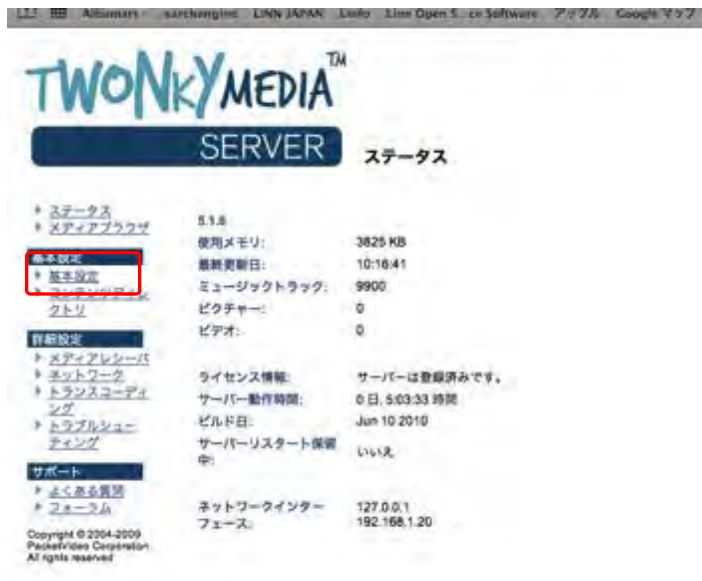 Albumart LINN JAPAN Linn Open S...ce Software アップル Google マップ
TWONKYMEDIA™
SERVER
ステータス
ステータス
メディアブラウザ
基本設定
基本設定
コンテンツディレ
クトリ
詳細設定
メディアレシーバ
ネットワーク
トランスコーディ
ング
トラブルシュー
ティング
サポート
よくある質問
フォーラム
Copyright © 2004-2009
PacketVideo Corporation
All rights reserved
5.1.6
使用メモリ: 3825 KB
最終更新日: 10:16:41
ミュージックトラック: 9900
ピクチャー: 0
ビデオ: 0
ライセンス情報: サーバーは登録済みです。
サーバー動作時間: 0 日, 5:03:33 時間
ビルド日: Jun 10 2010
サーバーリスタート保留
中: いいえ
ネットワークインター
フェース: 127.0.0.1
192.168.1.20